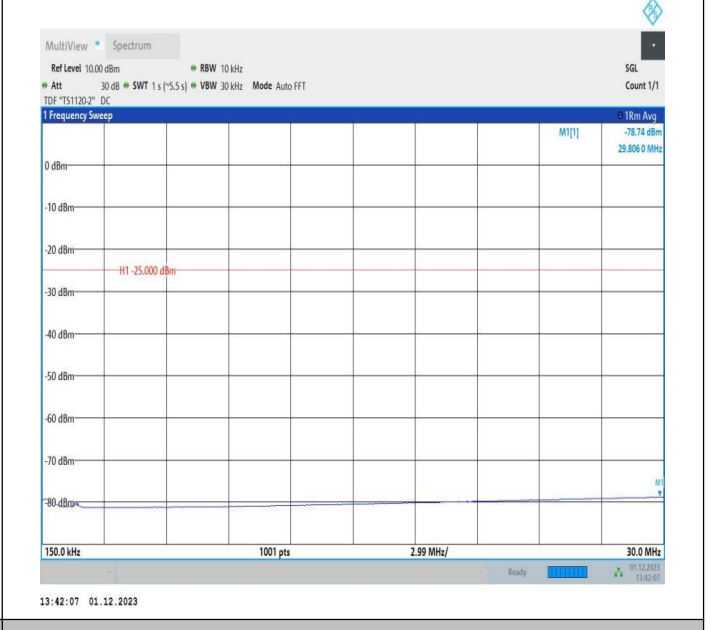 R S
MultiView Spectrum
Ref Level 10.00 dBm RBW 10 kHz SGL
Att 30 dB SWT 1 s (~5.5 s) VBW 30 kHz Mode Auto FFT Count 1/1
TDF "TS1120-2" DC
1 Frequency Sweep 1Rm Avg
M1[1] -78.74 dBm
29.806 0 MHz
0 dBm
-10 dBm
-20 dBm
H1 -25.000 dBm
-30 dBm
-40 dBm
-50 dBm
-60 dBm
-70 dBm
M1
-80 dBm
150.0 kHz 1001 pts 2.99 MHz/ 30.0 MHz
Ready 01.12.2023
13:42:07
13:42:07 01.12.2023